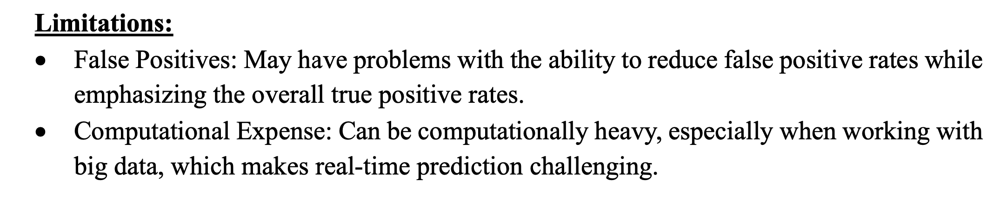 Limitations:
• False Positives: May have problems with the ability to reduce false positive rates while
emphasizing the overall true positive rates.
• Computational Expense: Can be computationally heavy, especially when working with
big data, which makes real-time prediction challenging.